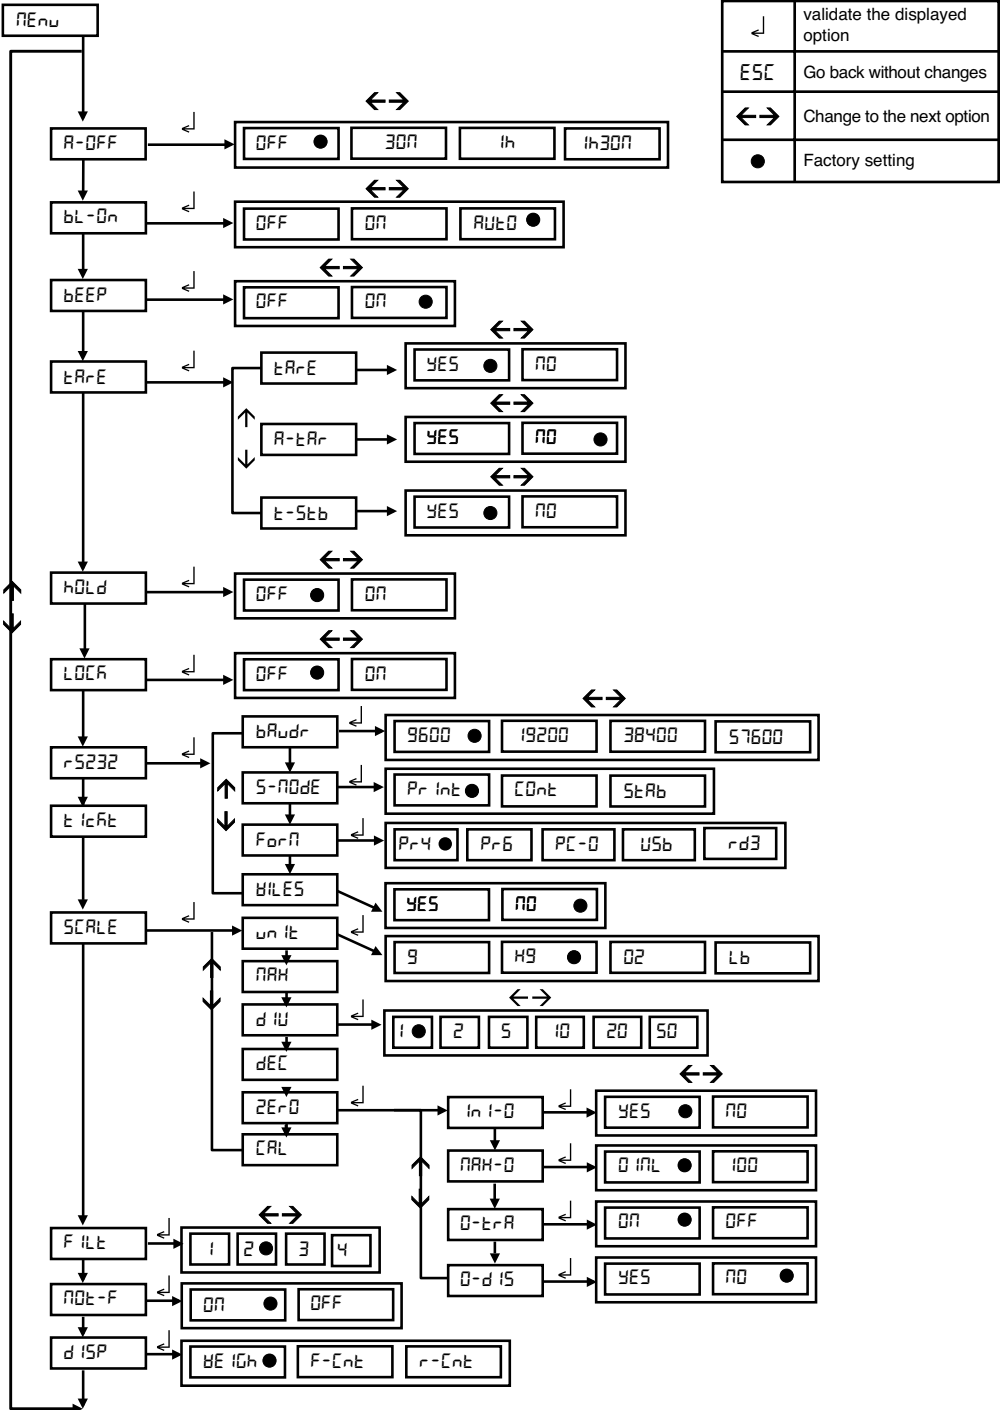 MEnu
validate the displayed
option
ESC
Go back without changes
Change to the next option
Factory setting
A-OFF
OFF
30M
1h
1h30M
bL-On
OFF
ON
AUtO
bEEP
OFF
ON
tArE
tArE
YES
NO
A-tAr
YES
NO
t-Stb
YES
NO
hOLd
OFF
ON
LOCK
OFF
ON
rS232
bAudr
9600
19200
38400
57600
S-MOdE
Print
COnt
StAb
tIcKt
ForM
Pr4
Pr6
PC-0
USb
rd3
WILES
YES
NO
SCALE
unIt
g
Kg
OZ
Lb
MAX
dIV
1
2
5
10
20
50
dEC
ZErO
InI-0
YES
NO
CAL
MAX-0
0 IML
100
0-trA
ON
OFF
0-dIS
YES
NO
FILt
1
2
3
4
MOt-F
ON
OFF
dISP
WEIGh
F-Cnt
r-Cnt